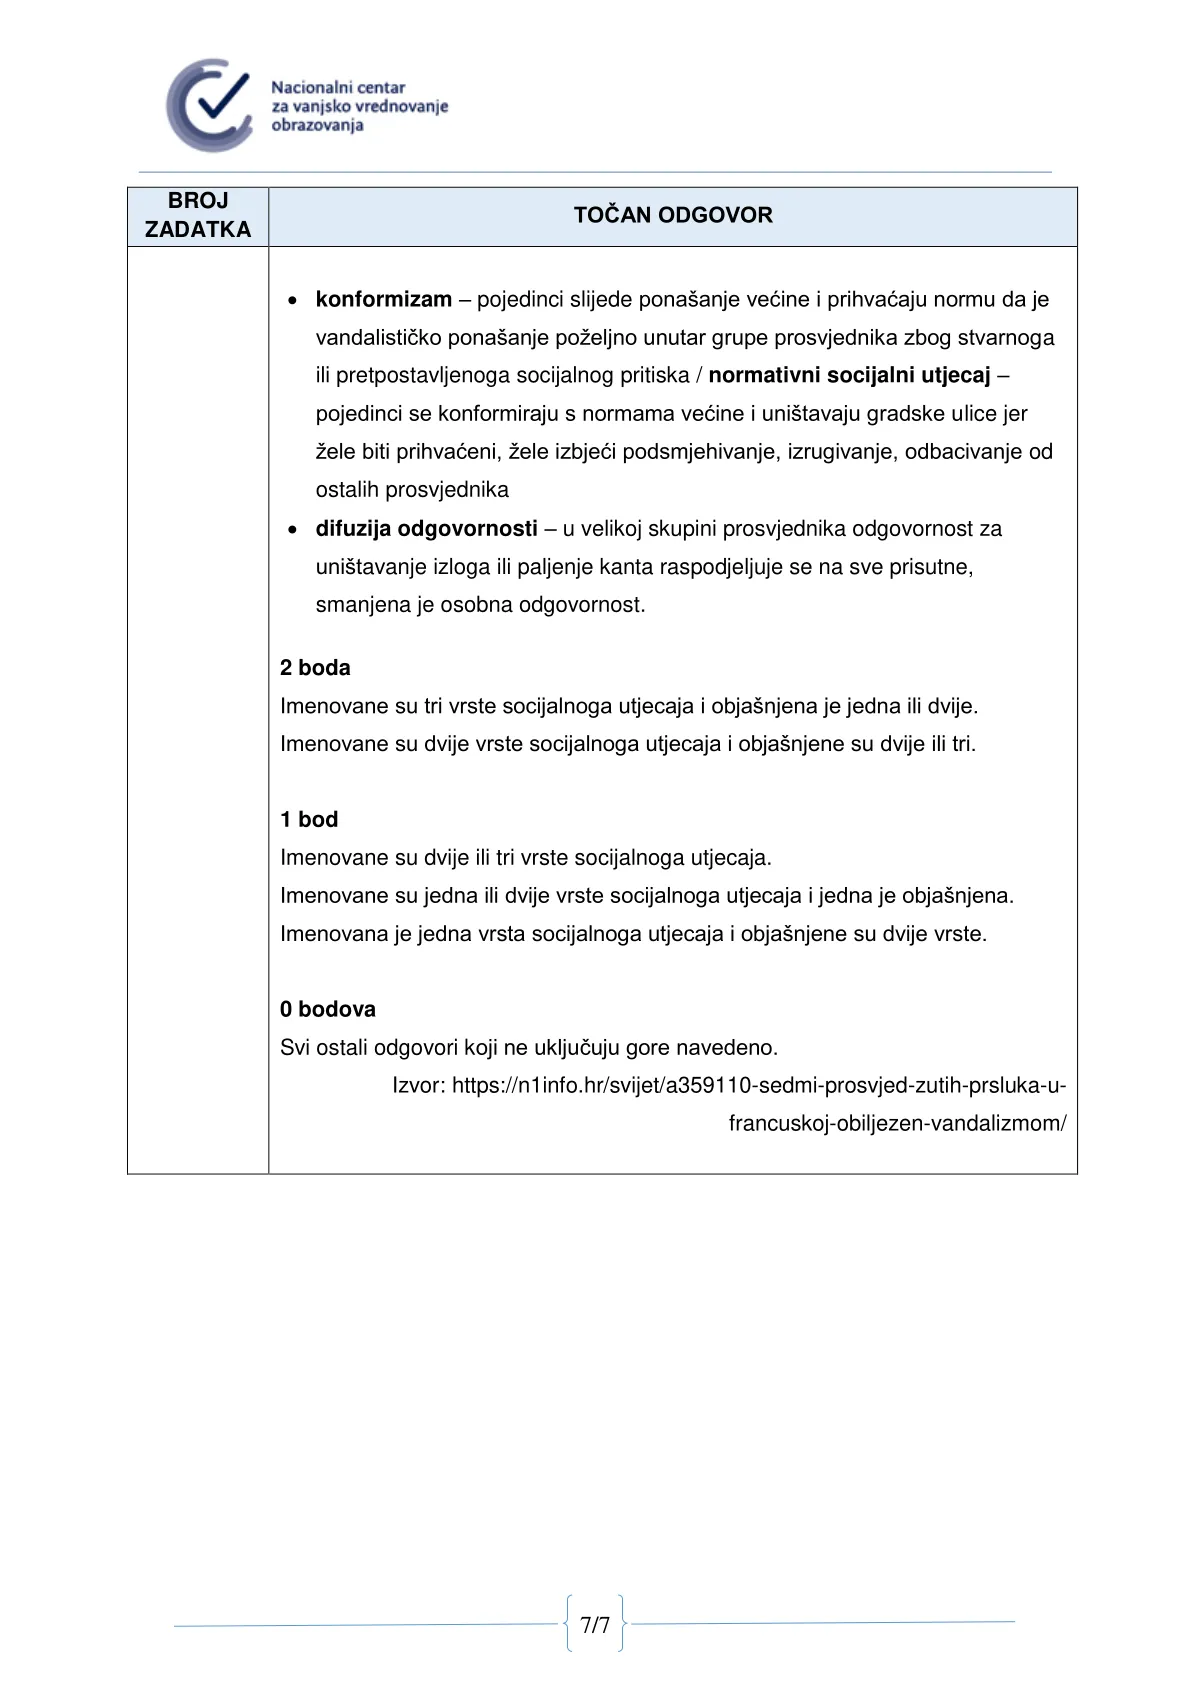 Nacionalni centar
za vanjsko vrednovanje
obrazovanja
BROJ
ZADATKA
TOČAN ODGOVOR
• konformizam – pojedinci slijede ponašanje većine i prihvaćaju normu da je
vandalističko ponašanje poželjno unutar grupe prosvjednika zbog stvarnoga
ili pretpostavljenoga socijalnog pritiska / normativni socijalni utjecaj –
pojedinci se konformiraju s normama većine i uništavaju gradske ulice jer
žele biti prihvaćeni, žele izbjeći podsmjehivanje, izrugivanje, odbacivanje od
ostalih prosvjednika
• difuzija odgovornosti – u velikoj skupini prosvjednika odgovornost za
uništavanje izloga ili paljenje kanta raspodjeljuje se na sve prisutne,
smanjena je osobna odgovornost.
2 boda
Imenovane su tri vrste socijalnoga utjecaja i objašnjena je jedna ili dvije.
Imenovane su dvije vrste socijalnoga utjecaja i objašnjene su dvije ili tri.
1 bod
Imenovane su dvije ili tri vrste socijalnoga utjecaja.
Imenovane su jedna ili dvije vrste socijalnoga utjecaja i jedna je objašnjena.
Imenovana je jedna vrsta socijalnoga utjecaja i objašnjene su dvije vrste.
0 bodova
Svi ostali odgovori koji ne uključuju gore navedeno.
Izvor: https://n1info.hr/svijet/a359110-sedmi-prosvjed-zutih-prsluka-u-
francuskoj-obiljezen-vandalizmom/
7/7